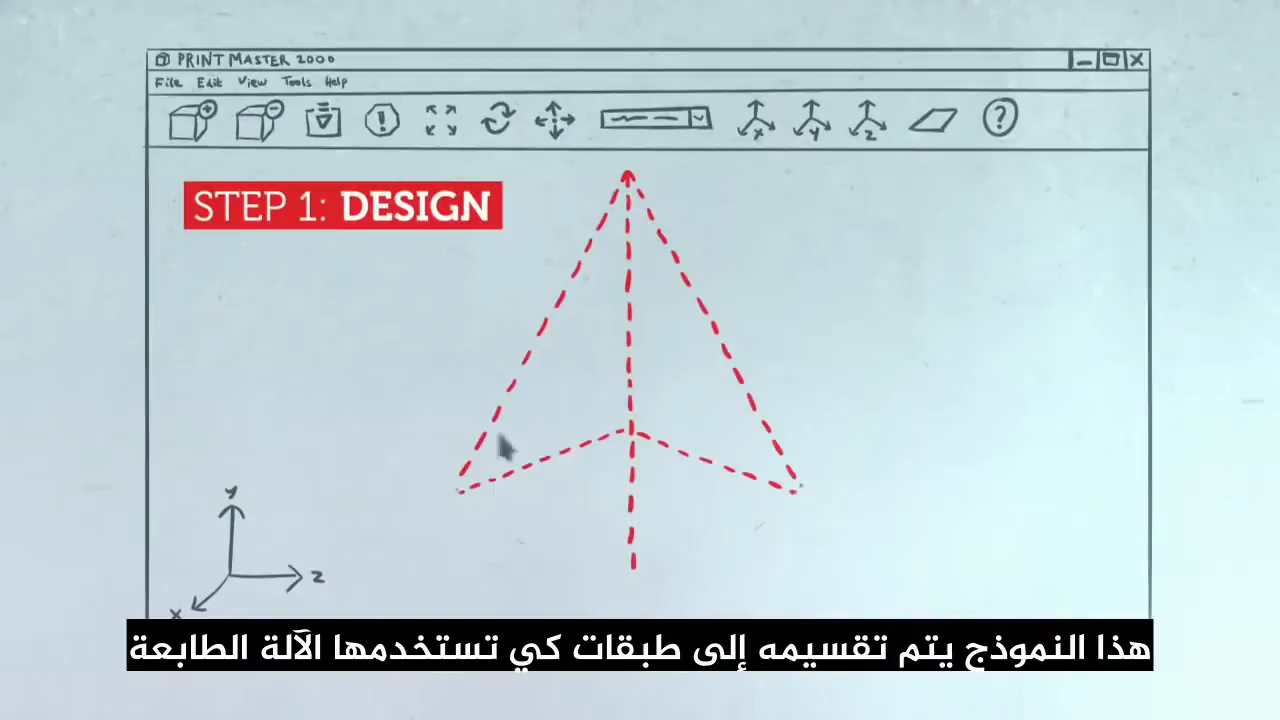 PRINT MASTER 2000
File Edit View Tools Help
X Y Z
STEP 1: DESIGN
Y
Z
X
هذا النموذج يتم تقسيمه إلى طبقات كي تستخدمها الآلة الطابعة